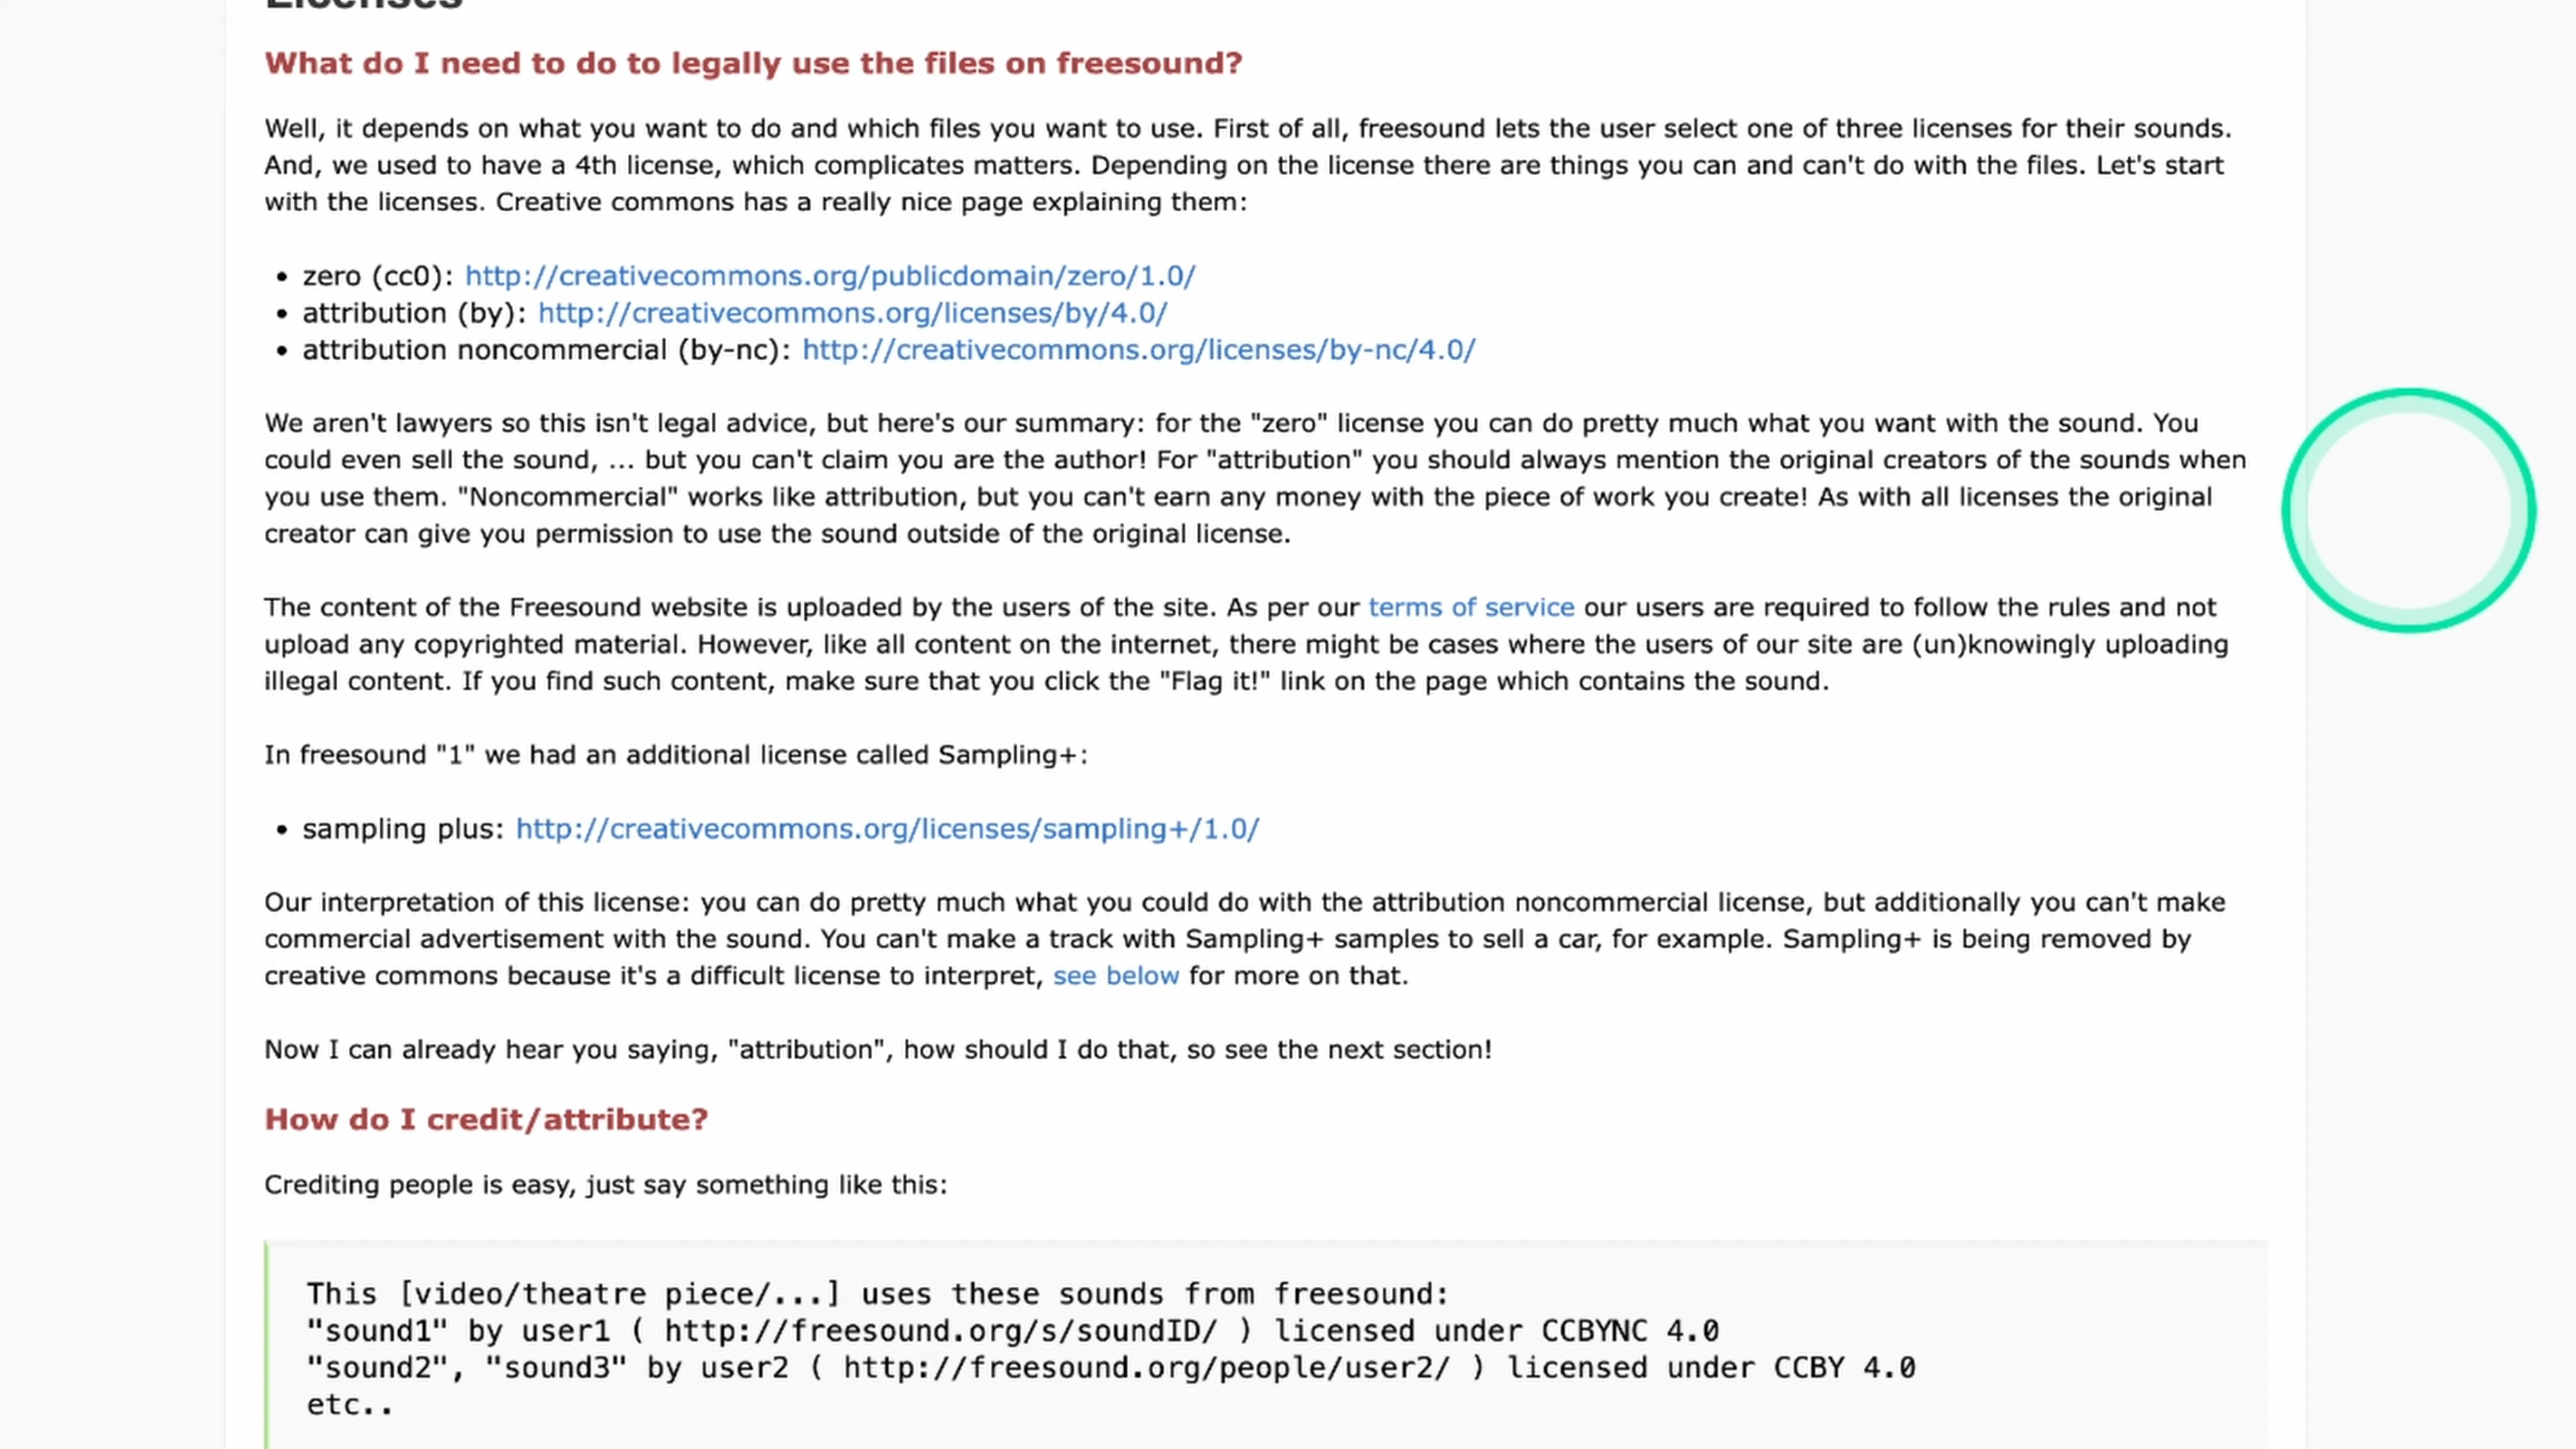 Licenses
What do I need to do to legally use the files on freesound?
Well, it depends on what you want to do and which files you want to use. First of all, freesound lets the user select one of three licenses for their sounds.
And, we used to have a 4th license, which complicates matters. Depending on the license there are things you can and can't do with the files. Let's start
with the licenses. Creative commons has a really nice page explaining them:
• zero (cc0): http://creativecommons.org/publicdomain/zero/1.0/
• attribution (by): http://creativecommons.org/licenses/by/4.0/
• attribution noncommercial (by-nc): http://creativecommons.org/licenses/by-nc/4.0/
We aren't lawyers so this isn't legal advice, but here's our summary: for the "zero" license you can do pretty much what you want with the sound. You
could even sell the sound, ... but you can't claim you are the author! For "attribution" you should always mention the original creators of the sounds when
you use them. "Noncommercial" works like attribution, but you can't earn any money with the piece of work you create! As with all licenses the original
creator can give you permission to use the sound outside of the original license.
The content of the Freesound website is uploaded by the users of the site. As per our terms of service our users are required to follow the rules and not
upload any copyrighted material. However, like all content on the internet, there might be cases where the users of our site are (un)knowingly uploading
illegal content. If you find such content, make sure that you click the "Flag it!" link on the page which contains the sound.
In freesound "1" we had an additional license called Sampling+:
• sampling plus: http://creativecommons.org/licenses/sampling+/1.0/
Our interpretation of this license: you can do pretty much what you could do with the attribution noncommercial license, but additionally you can't make
commercial advertisement with the sound. You can't make a track with Sampling+ samples to sell a car, for example. Sampling+ is being removed by
creative commons because it's a difficult license to interpret, see below for more on that.
Now I can already hear you saying, "attribution", how should I do that, so see the next section!
How do I credit/attribute?
Crediting people is easy, just say something like this:
This [video/theatre piece/...] uses these sounds from freesound:
"sound1" by user1 ( http://freesound.org/s/soundID/ ) licensed under CCBYNC 4.0
"sound2", "sound3" by user2 ( http://freesound.org/people/user2/ ) licensed under CCBY 4.0
etc..